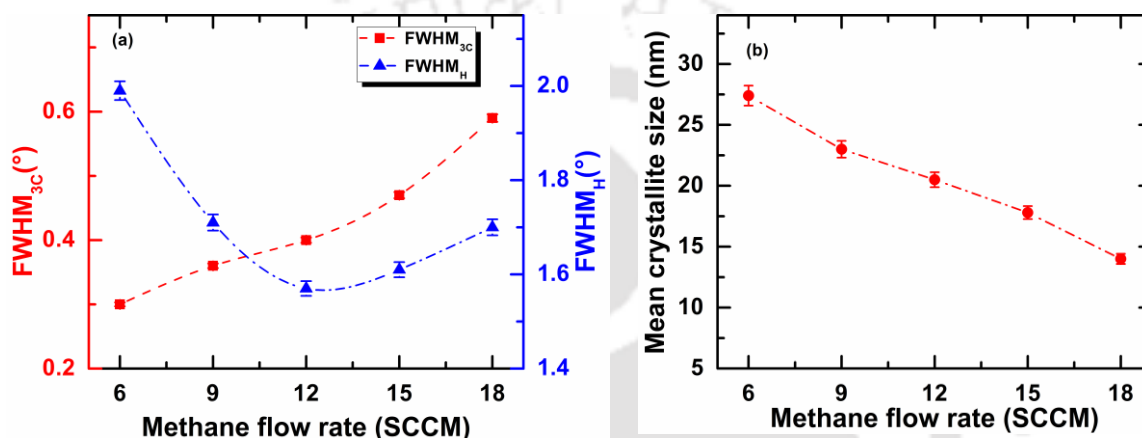 (a)
FWHM3C
FWHMH
FWHM3C(°)
0.6
0.4
0.2
2.0
1.8
1.6
1.4
FWHMH(°)
6 9 12 15 18
Methane flow rate (SCCM)
(b)
Mean crystallite size (nm)
30
25
20
15
10
5
6 9 12 15 18
Methane flow rate (SCCM)